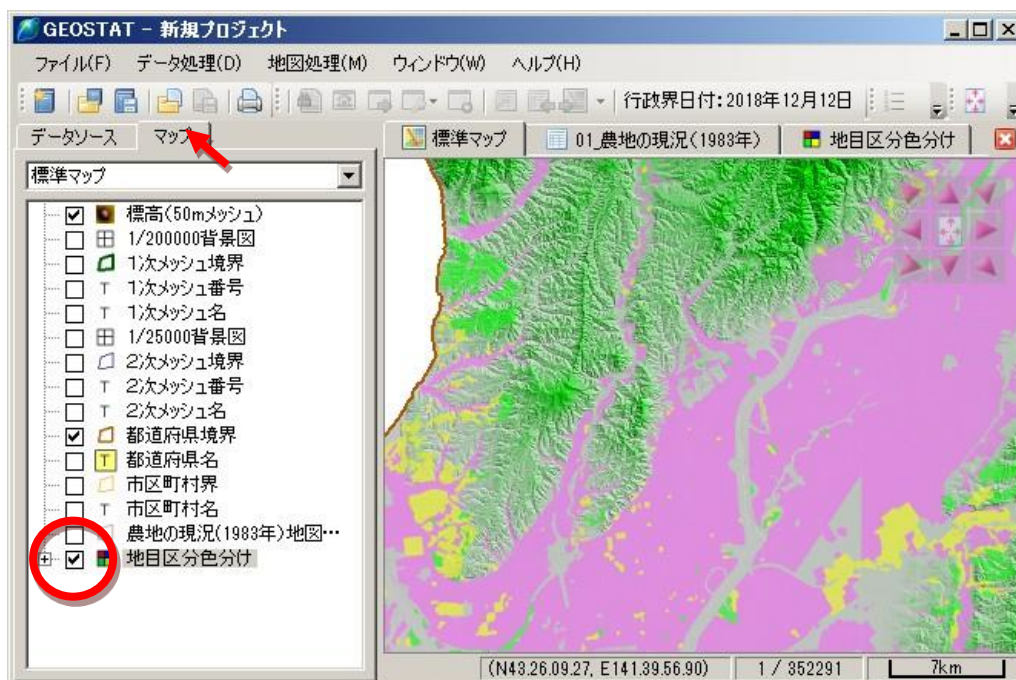 GEOSTAT - 新規プロジェクト
ファイル(F) データ処理(D) 地図処理(M) ウィンドウ(W) ヘルプ(H)
行政界日付:2018年12月12日
データソース マップ
標準マップ 01_農地の現況(1983年) 地目区分色分け
標準マップ
標高(50mメッシュ)
1/200000背景図
1次メッシュ境界
1次メッシュ番号
1次メッシュ名
1/25000背景図
2次メッシュ境界
2次メッシュ番号
2次メッシュ名
都道府県境界
都道府県名
市区町村界
市区町村名
農地の現況(1983年)地図…
地目区分色分け
(N43.26.09.27, E141.39.56.90) 1 / 352291 7km